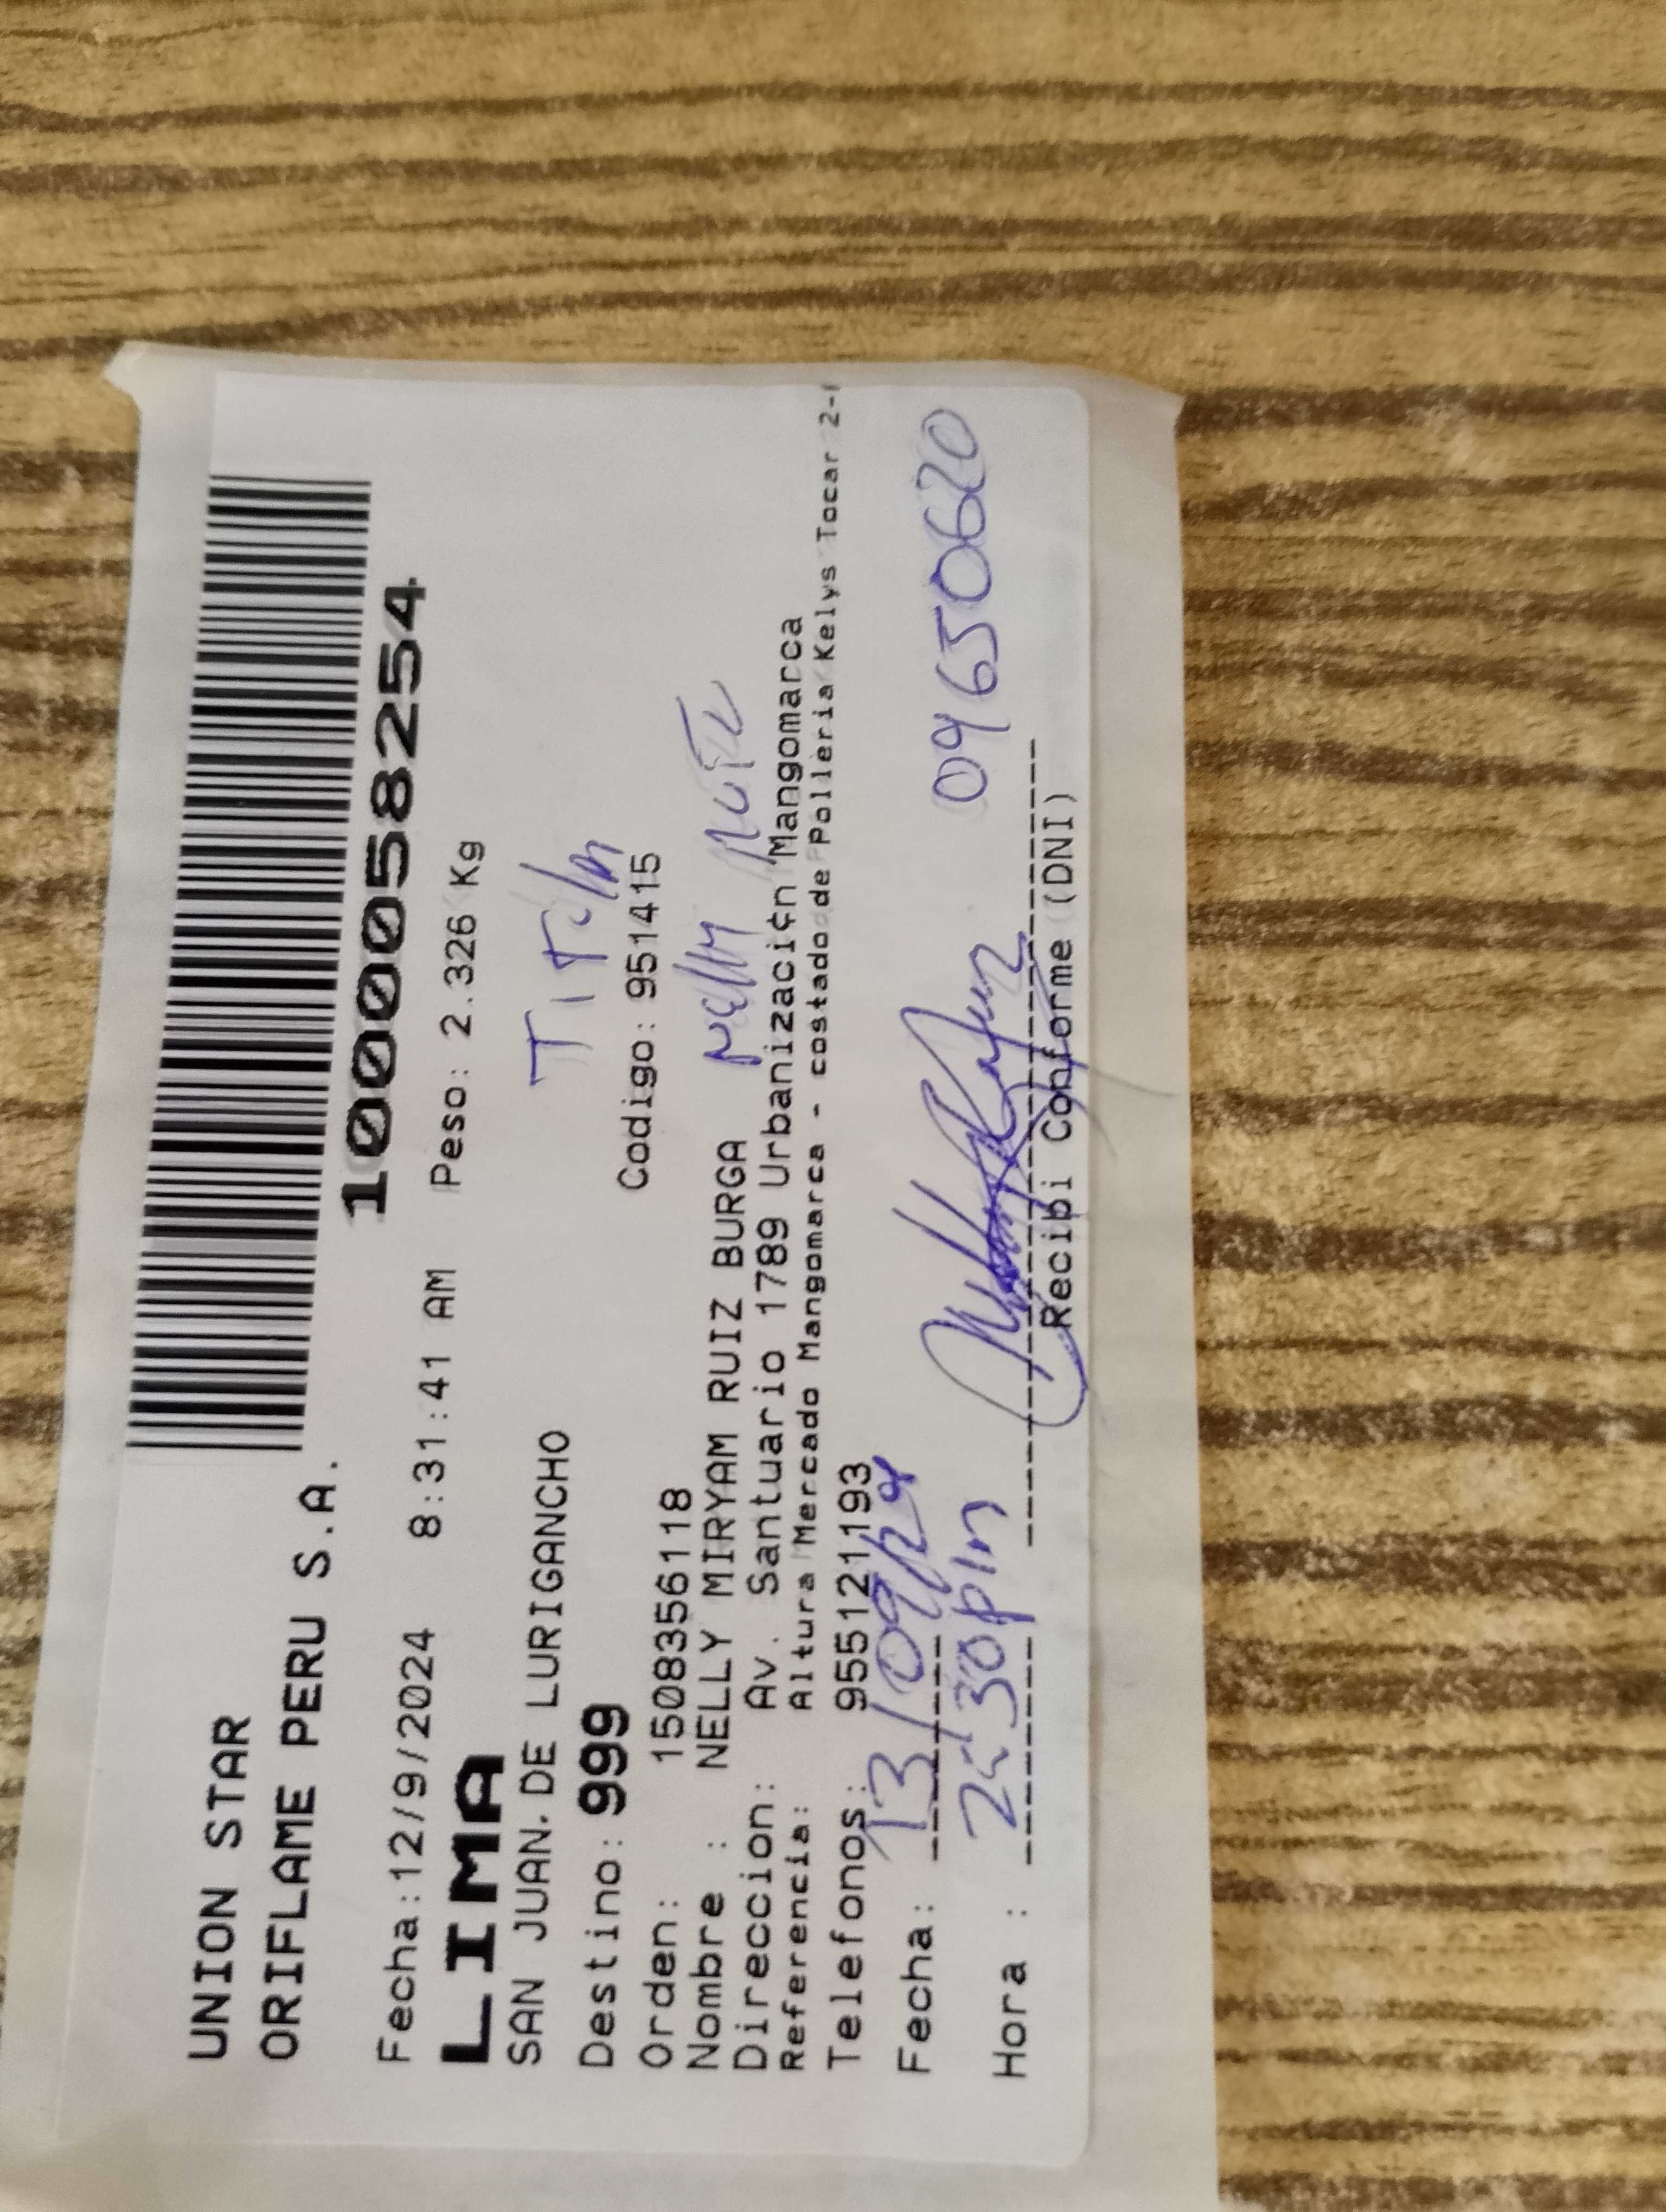 UNION STAR
ORIFLAME PERU S.A.
1000058254
Fecha:12/9/2024 8:31:41 AM Peso: 2.326 Kg
LIMA
SAN JUAN. DE LURIGANCHO
Destino: 999
Orden: 1508356118 Codigo: 951415
Nombre : NELLY MIRYAM RUIZ BURGA
Direccion: Av. Santuario 1789 Urbanizaci¢n Mangomarca
Referencia: Altura Mercado Mangomarca - costado de Polleria Kelys Tocar 2-
Telefonos: 955121193
Fecha: 13/09/24
Hora : 2:30pm 09650620
Recibi Conforme (DNI)